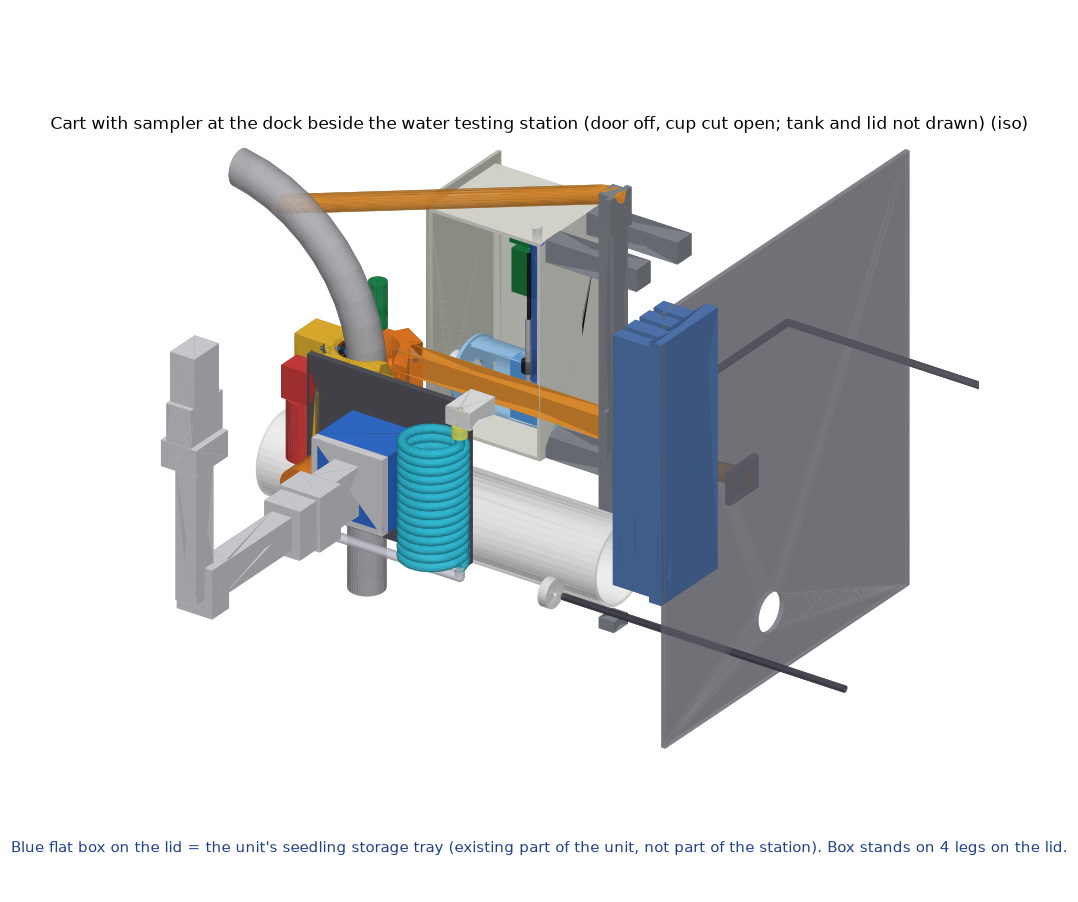 Cart with sampler at the dock beside the water testing station (door off, cup cut open; tank and lid not drawn) (iso)
Blue flat box on the lid = the unit's seedling storage tray (existing part of the unit, not part of the station). Box stands on 4 legs on the lid.